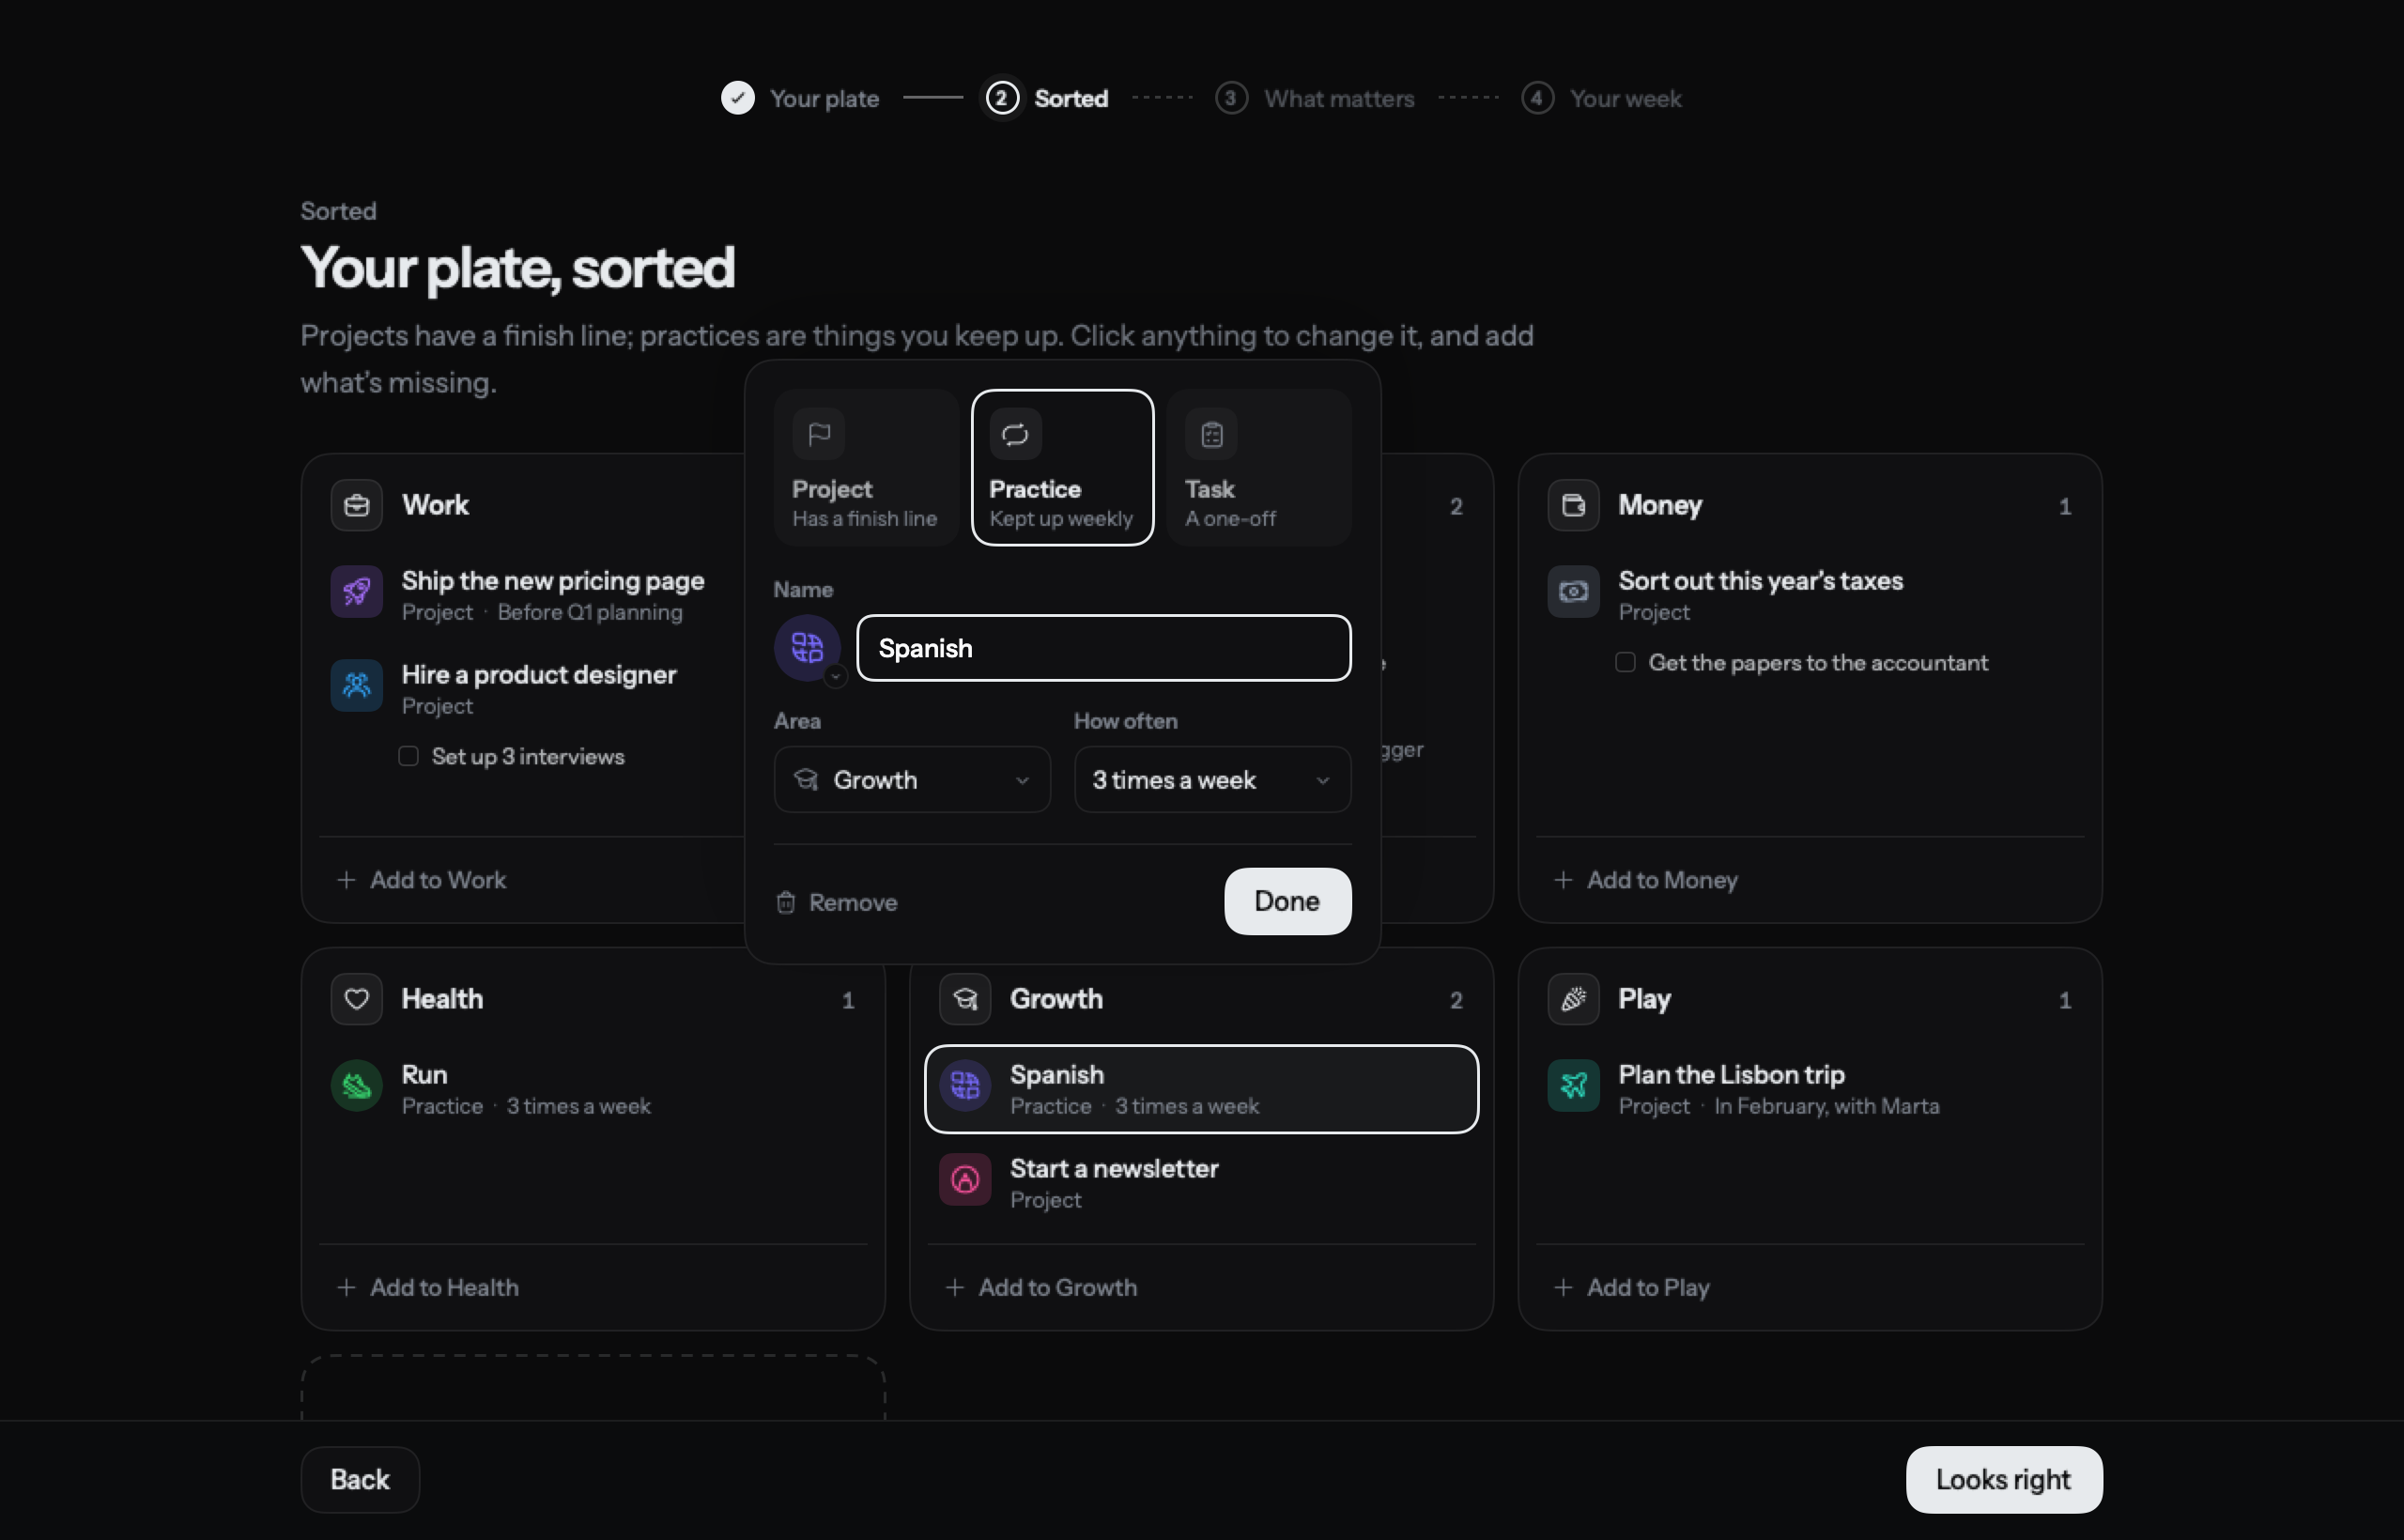 Your plate
2 Sorted
3 What matters
4 Your week
Sorted
Your plate, sorted
Projects have a finish line; practices are things you keep up. Click anything to change it, and add
what's missing.
Project
Has a finish line
Practice
Kept up weekly
Task
A one-off
Name
Spanish
Area
How often
Growth
3 times a week
Remove
Done
Work
Ship the new pricing page
Project · Before Q1 planning
Hire a product designer
Project
Set up 3 interviews
Add to Work
2
Money
1
Sort out this year's taxes
Project
Get the papers to the accountant
Add to Money
Health
1
Run
Practice · 3 times a week
Add to Health
Growth
2
Spanish
Practice · 3 times a week
Start a newsletter
Project
Add to Growth
Play
1
Plan the Lisbon trip
Project · In February, with Marta
Add to Play
Back
Looks right